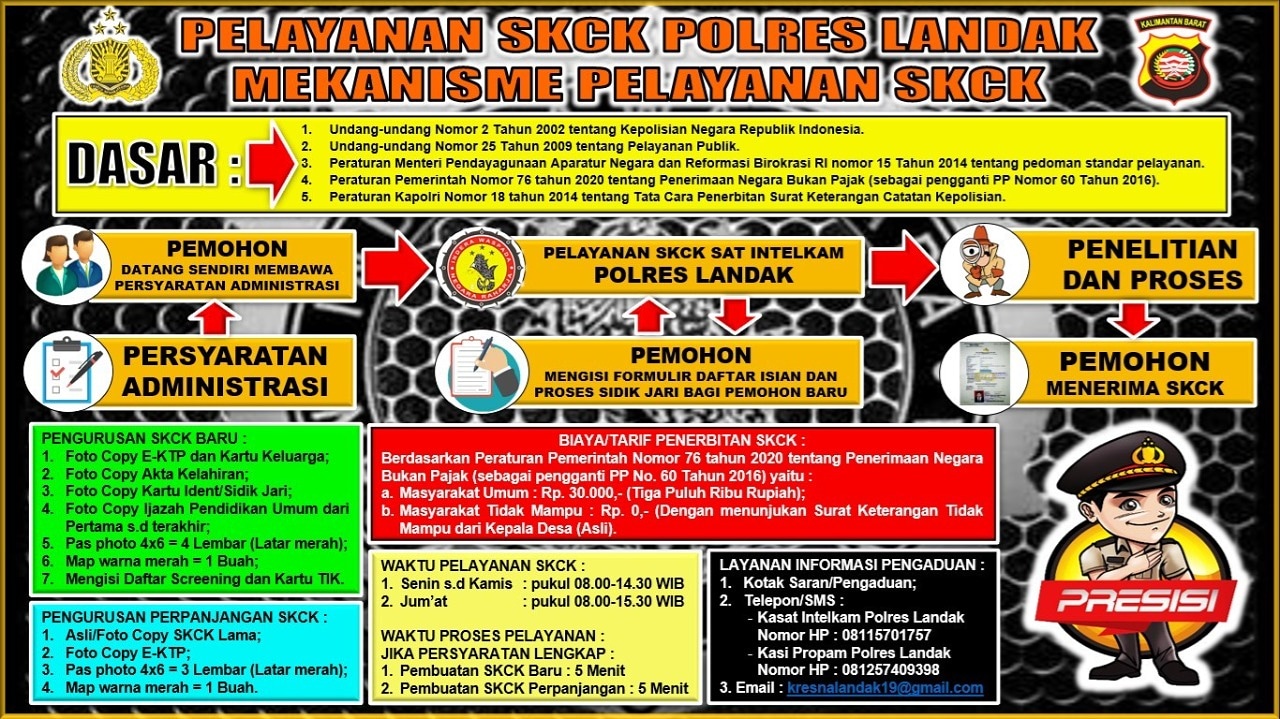 PELAYANAN SKCK POLRES LANDAK
MEKANISME PELAYANAN SKCK
KALIMANTAN BARAT
DASAR :
1. Undang-undang Nomor 2 Tahun 2002 tentang Kepolisian Negara Republik Indonesia.
2. Undang-undang Nomor 25 Tahun 2009 tentang Pelayanan Publik.
3. Peraturan Menteri Pendayagunaan Aparatur Negara dan Reformasi Birokrasi RI nomor 15 Tahun 2014 tentang pedoman standar pelayanan.
4. Peraturan Pemerintah Nomor 76 tahun 2020 tentang Penerimaan Negara Bukan Pajak (sebagai pengganti PP Nomor 60 Tahun 2016).
5. Peraturan Kapolri Nomor 18 tahun 2014 tentang Tata Cara Penerbitan Surat Keterangan Catatan Kepolisian.
PEMOHON
DATANG SENDIRI MEMBAWA
PERSYARATAN ADMINISTRASI
PELAYANAN SKCK SAT INTELKAM
POLRES LANDAK
PENELITIAN
DAN PROSES
PERSYARATAN
ADMINISTRASI
PEMOHON
MENGISI FORMULIR DAFTAR ISIAN DAN
PROSES SIDIK JARI BAGI PEMOHON BARU
PEMOHON
MENERIMA SKCK
PENGURUSAN SKCK BARU :
1. Foto Copy E-KTP dan Kartu Keluarga;
2. Foto Copy Akta Kelahiran;
3. Foto Copy Kartu Ident/Sidik Jari;
4. Foto Copy Ijazah Pendidikan Umum dari
Pertama s.d terakhir;
5. Pas photo 4x6 = 4 Lembar (Latar merah);
6. Map warna merah = 1 Buah;
7. Mengisi Daftar Screening dan Kartu TIK.
PENGURUSAN PERPANJANGAN SKCK :
1. Asli/Foto Copy SKCK Lama;
2. Foto Copy E-KTP;
3. Pas photo 4x6 = 3 Lembar (Latar merah);
4. Map warna merah = 1 Buah.
BIAYA/TARIF PENERBITAN SKCK :
Berdasarkan Peraturan Pemerintah Nomor 76 tahun 2020 tentang Penerimaan Negara
Bukan Pajak (sebagai pengganti PP No. 60 Tahun 2016) yaitu :
a. Masyarakat Umum : Rp. 30.000,- (Tiga Puluh Ribu Rupiah);
b. Masyarakat Tidak Mampu : Rp. 0,- (Dengan menunjukan Surat Keterangan Tidak
Mampu dari Kepala Desa (Asli).
WAKTU PELAYANAN SKCK :
1. Senin s.d Kamis : pukul 08.00-14.30 WIB
2. Jum'at : pukul 08.00-15.30 WIB
WAKTU PROSES PELAYANAN :
JIKA PERSYARATAN LENGKAP :
1. Pembuatan SKCK Baru : 5 Menit
2. Pembuatan SKCK Perpanjangan : 5 Menit
LAYANAN INFORMASI PENGADUAN :
1. Kotak Saran/Pengaduan;
2. Telepon/SMS :
- Kasat Intelkam Polres Landak
Nomor HP : 08115701757
- Kasi Propam Polres Landak
Nomor HP : 081257409398
3. Email : kresnalandak19@gmail.com
PRESISI